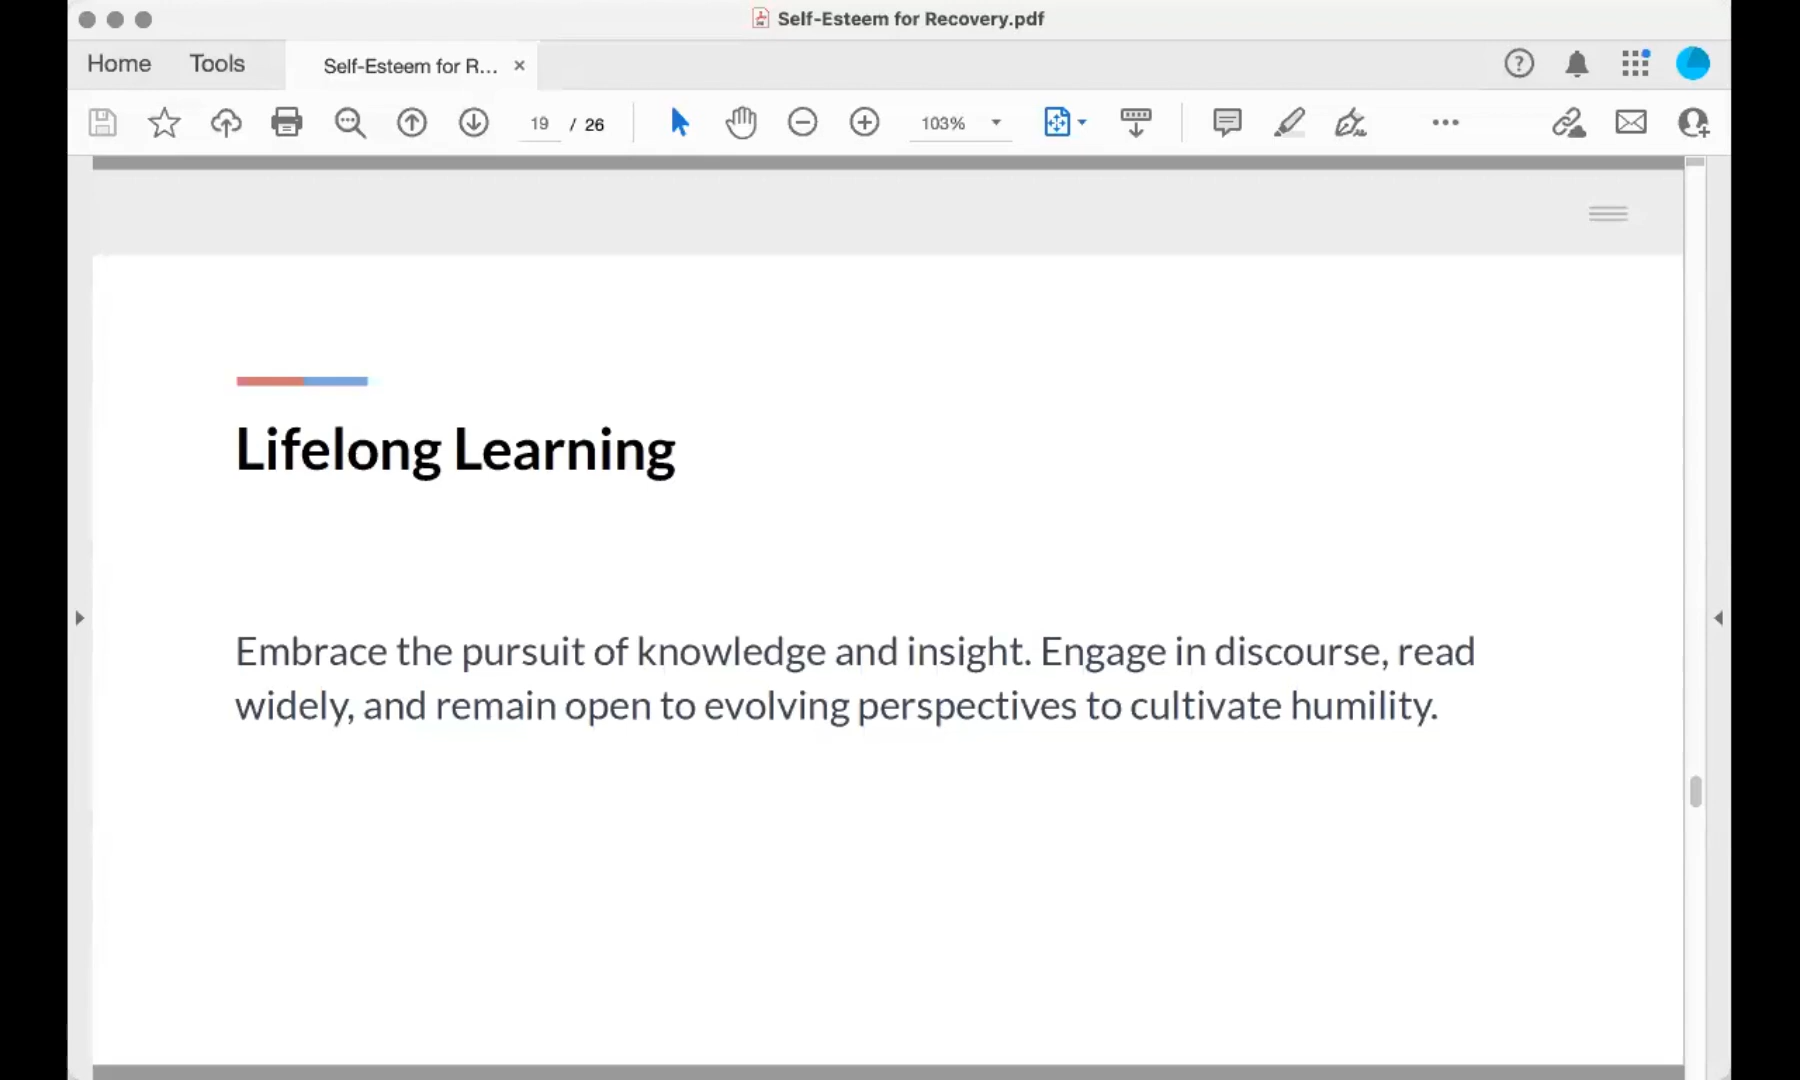 Self-Esteem for Recovery.pdf
Home Tools Self-Esteem for R... ×
19 / 26 103%
Lifelong Learning
Embrace the pursuit of knowledge and insight. Engage in discourse, read
widely, and remain open to evolving perspectives to cultivate humility.